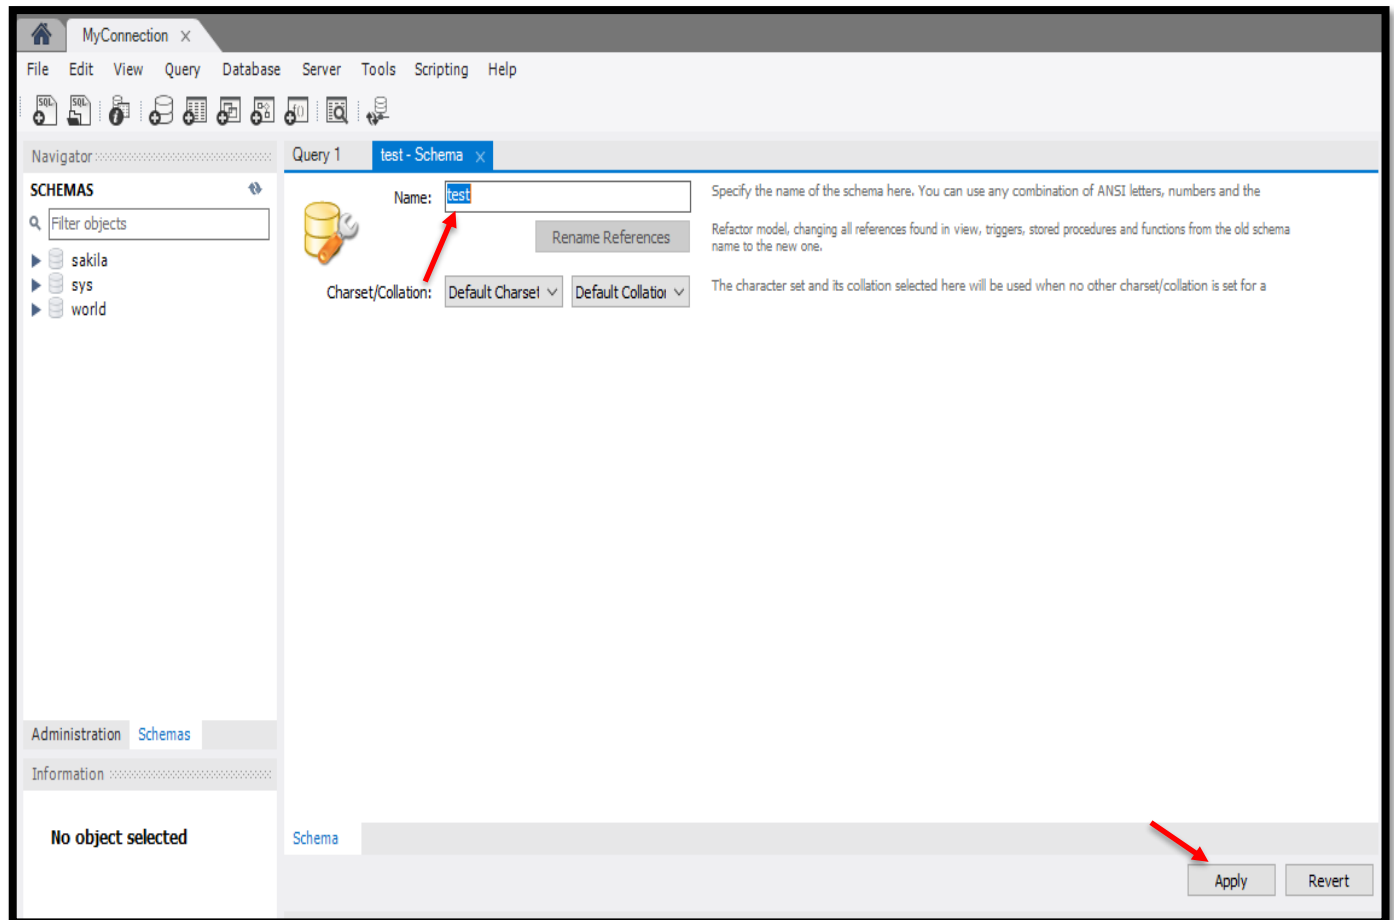 MyConnection ×
File Edit View Query Database Server Tools Scripting Help
SQL SQL
Navigator
SCHEMAS
Filter objects
sakila
sys
world
Administration Schemas
Information
No object selected
Query 1 test - Schema ×
Name: test
Specify the name of the schema here. You can use any combination of ANSI letters, numbers and the
Rename References
Refactor model, changing all references found in view, triggers, stored procedures and functions from the old schema
name to the new one.
Charset/Collation: Default Charset Default Collation
The character set and its collation selected here will be used when no other charset/collation is set for a
Schema
Apply Revert